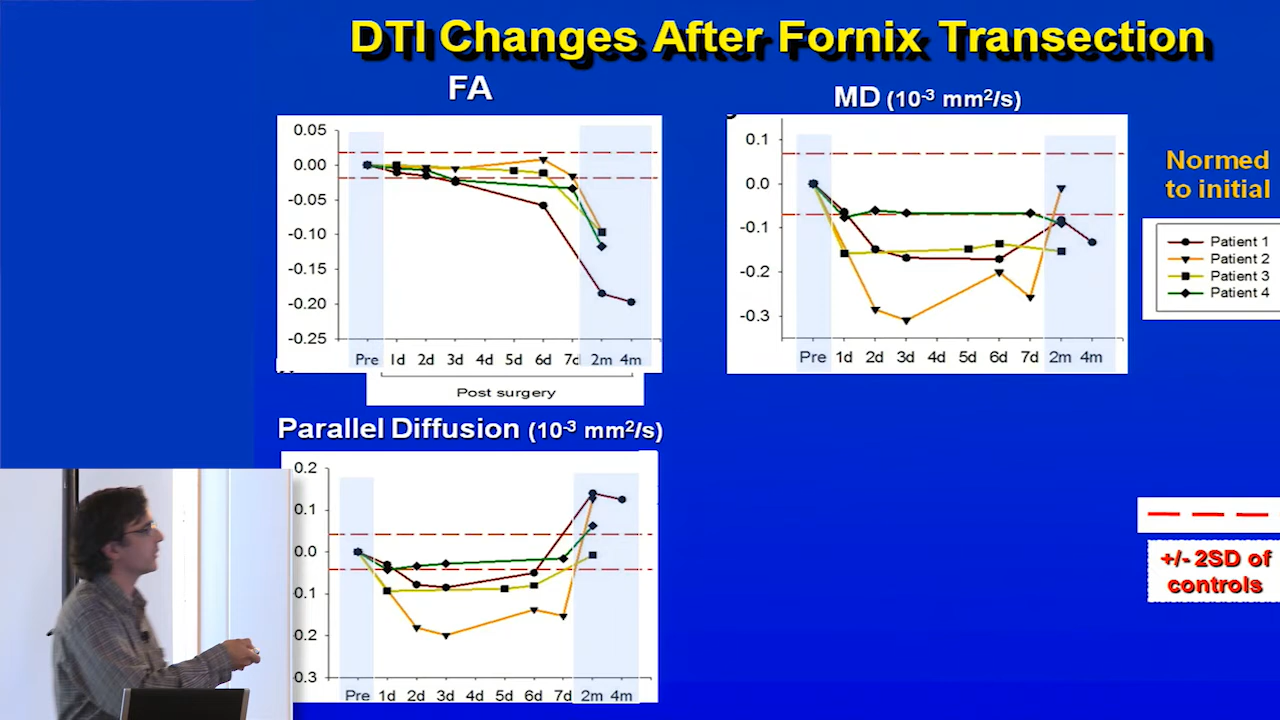 DTI Changes After Fornix Transection
FA
0.05
0.00
-0.05
-0.10
-0.15
-0.20
-0.25
Pre 1d 2d 3d 4d 5d 6d 7d 2m 4m
Post surgery
MD (10⁻³ mm²/s)
0.1
0.0
-0.1
-0.2
-0.3
Pre 1d 2d 3d 4d 5d 6d 7d 2m 4m
Normed
to initial
Patient 1
Patient 2
Patient 3
Patient 4
Parallel Diffusion (10⁻³ mm²/s)
0.2
0.1
0.0
0.1
0.2
0.3
Pre 1d 2d 3d 4d 5d 6d 7d 2m 4m
+/- 2SD of
controls